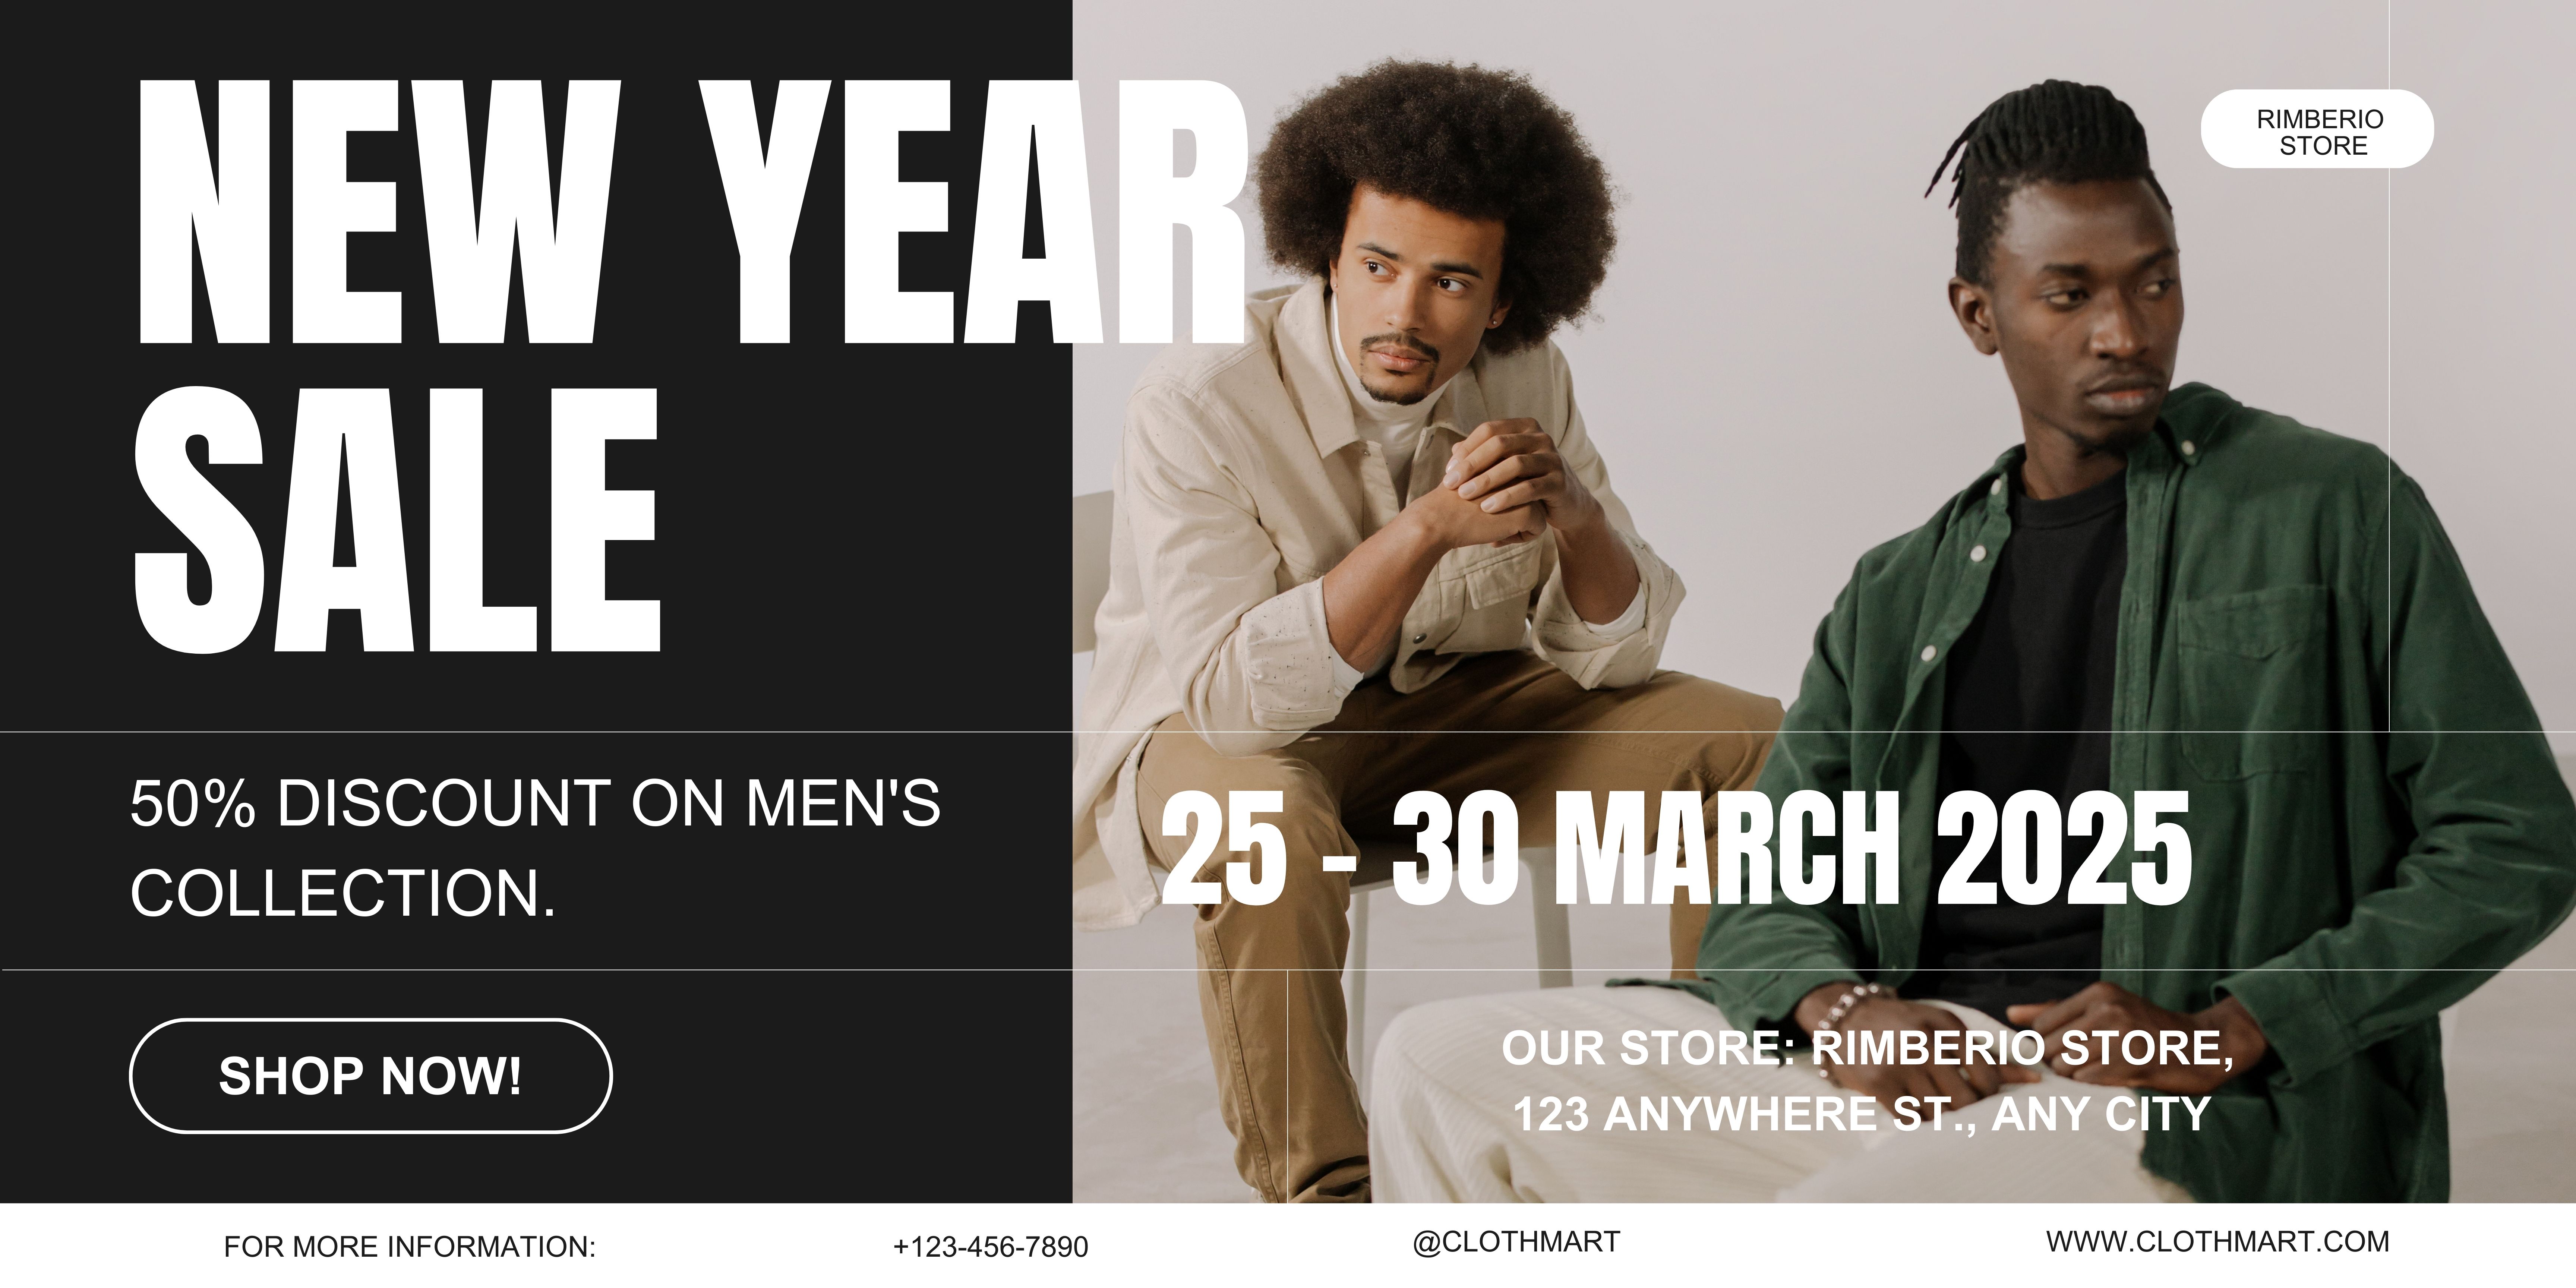 NEW YEAR
SALE
RIMBERIO
STORE
50% DISCOUNT ON MEN'S
COLLECTION.
25 - 30 MARCH 2025
SHOP NOW!
OUR STORE: RIMBERIO STORE,
123 ANYWHERE ST., ANY CITY
FOR MORE INFORMATION:
+123-456-7890
@CLOTHMART
WWW.CLOTHMART.COM